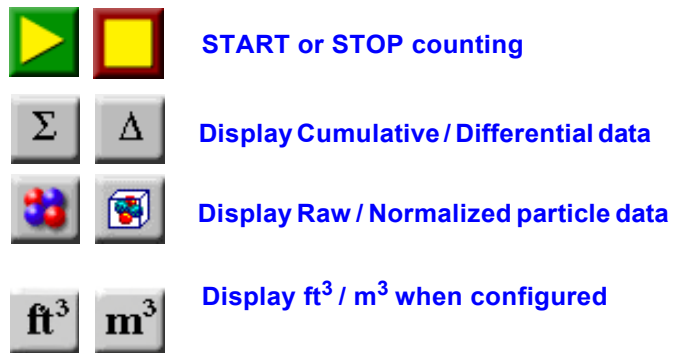 START or STOP counting
Σ Δ Display Cumulative / Differential data
Display Raw / Normalized particle data
ft³ m³ Display ft³ / m³ when configured